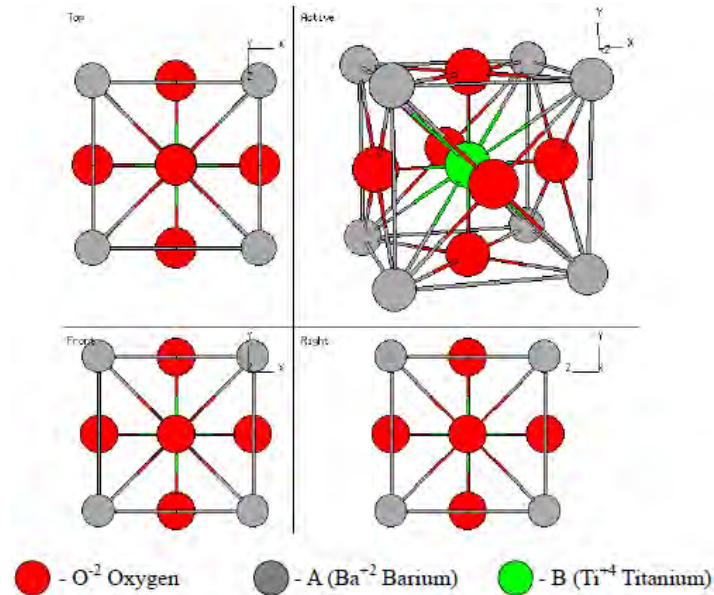 Top
Y
X
Z
Active
Y
Z X
Front
Y
X
Right
Y
Z X
- O-2 Oxygen
- A (Ba+2 Barium)
- B (Ti+4 Titanium)